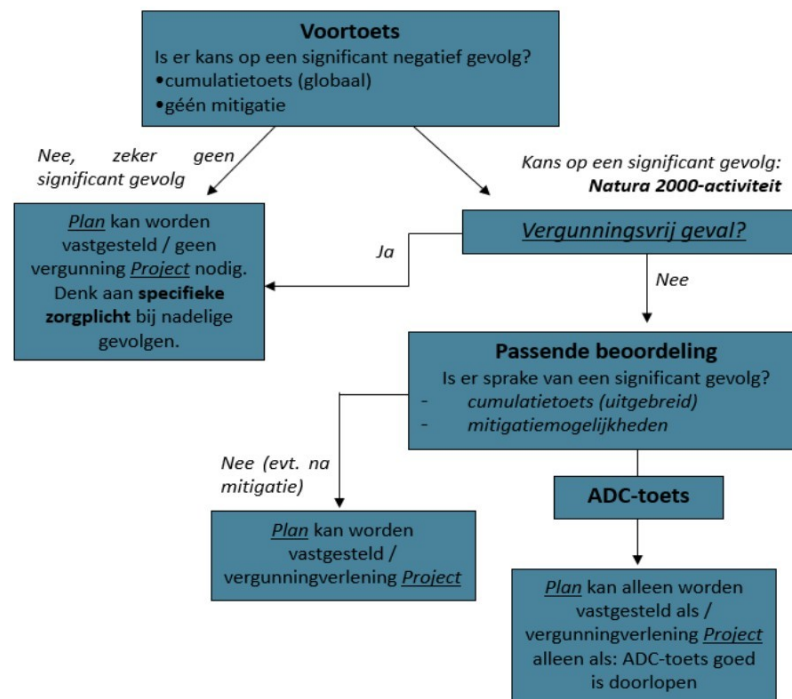 Voortoets
Is er kans op een significant negatief gevolg?
•cumulatietoets (globaal)
•géén mitigatie
Nee, zeker geen
significant gevolg
Kans op een significant gevolg:
Natura 2000-activiteit
Plan kan worden
vastgesteld / geen
vergunning Project nodig.
Denk aan specifieke
zorgplicht bij nadelige
gevolgen.
Ja
Vergunningsvrij geval?
Nee
Passende beoordeling
Is er sprake van een significant gevolg?
- cumulatietoets (uitgebreid)
- mitigatiemogelijkheden
Nee (evt. na
mitigatie)
Plan kan worden
vastgesteld /
vergunningverlening Project
ADC-toets
Plan kan alleen worden
vastgesteld als /
vergunningverlening Project
alleen als: ADC-toets goed
is doorlopen